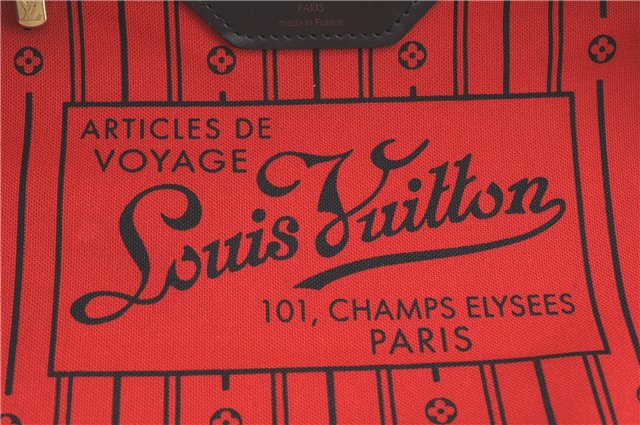 PARIS
made in France
ARTICLES DE
VOYAGE
Louis Vuitton
101, CHAMPS ELYSEES
PARIS